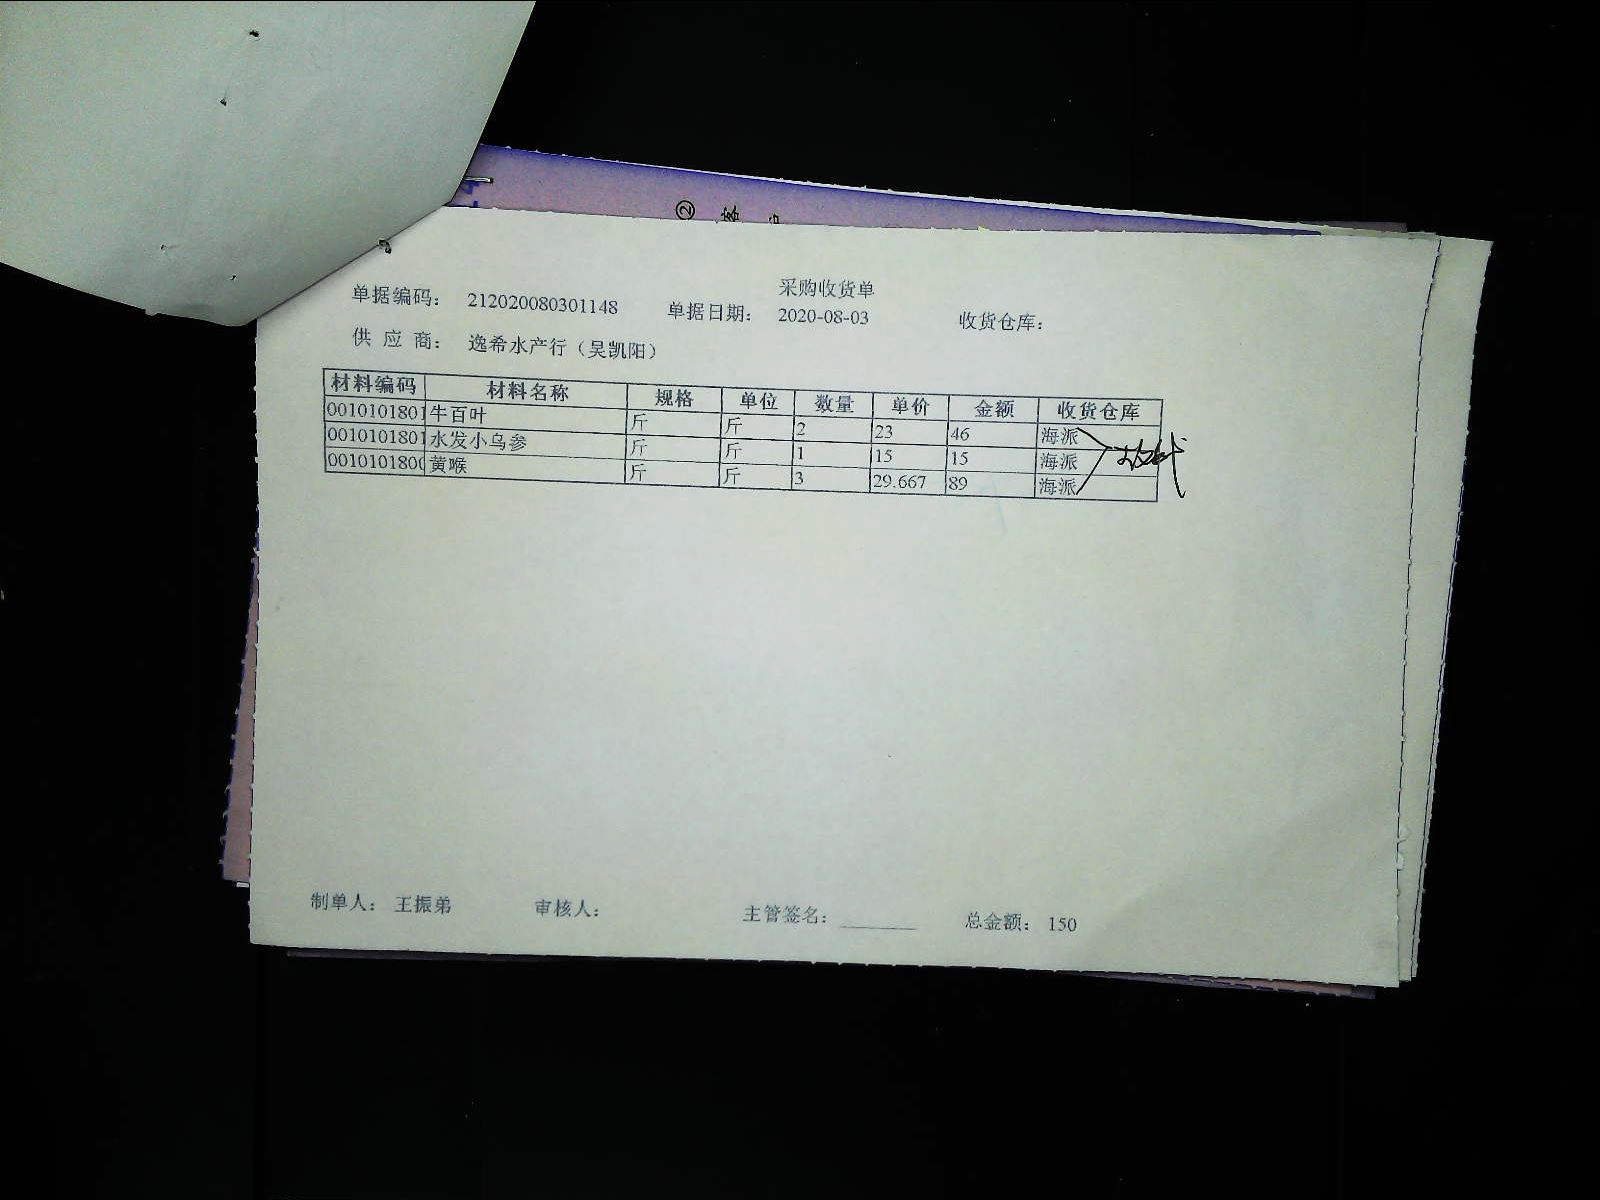 ② 客
采购收货单
单据编码: 212020080301148 单据日期: 2020-08-03 收货仓库:
供 应 商: 逸希水产行（吴凯阳）
材料编码 材料名称 规格 单位 数量 单价 金额 收货仓库
0010101801 牛百叶 斤 斤 2 23 46 海派
0010101801 水发小乌参 斤 斤 1 15 15 海派
0010101800 黄喉 斤 斤 3 29.667 89 海派
制单人: 王振弟 审核人: 主管签名: ________ 总金额: 150